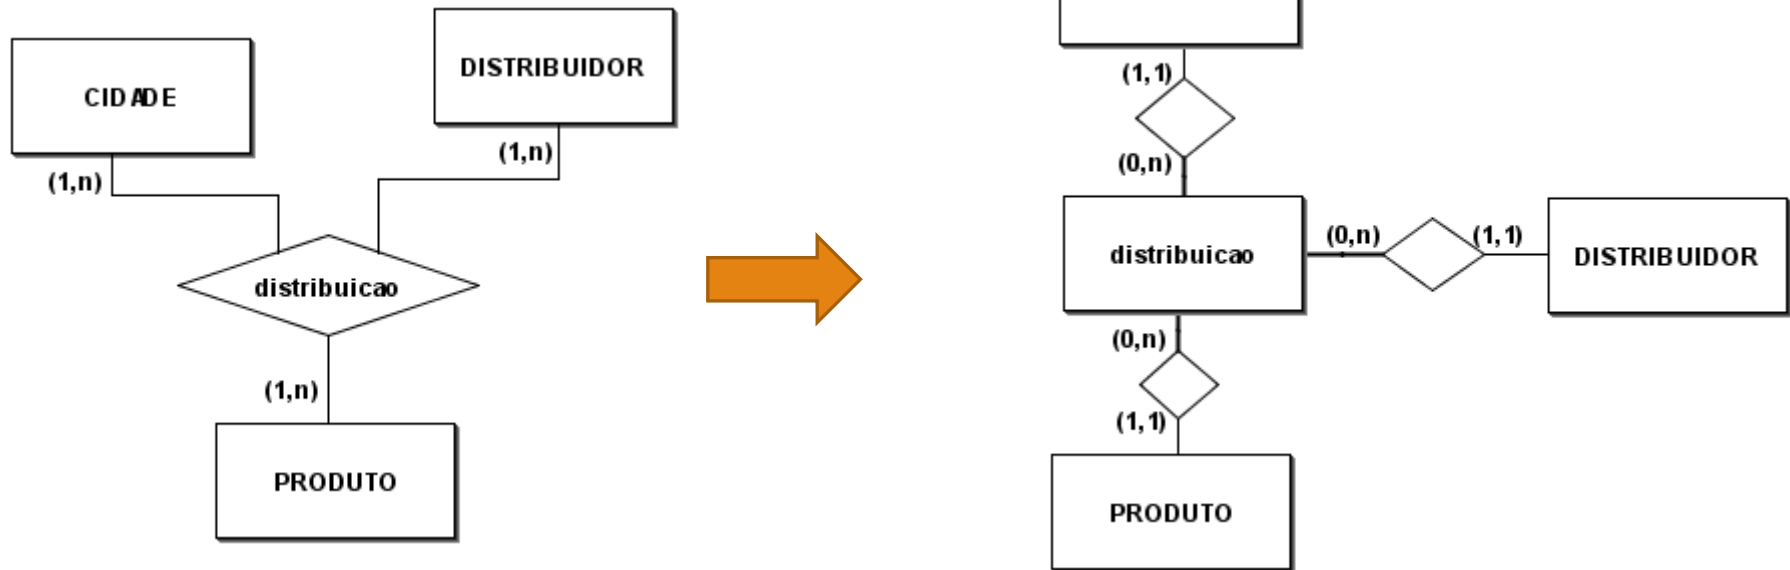 CIDADE
DISTRIBUIDOR
(1,n)
(1,n)
distribuicao
(1,n)
PRODUTO
(1,1)
(0,n)
distribuicao
(0,n)
(1,1)
DISTRIBUIDOR
(0,n)
(1,1)
PRODUTO